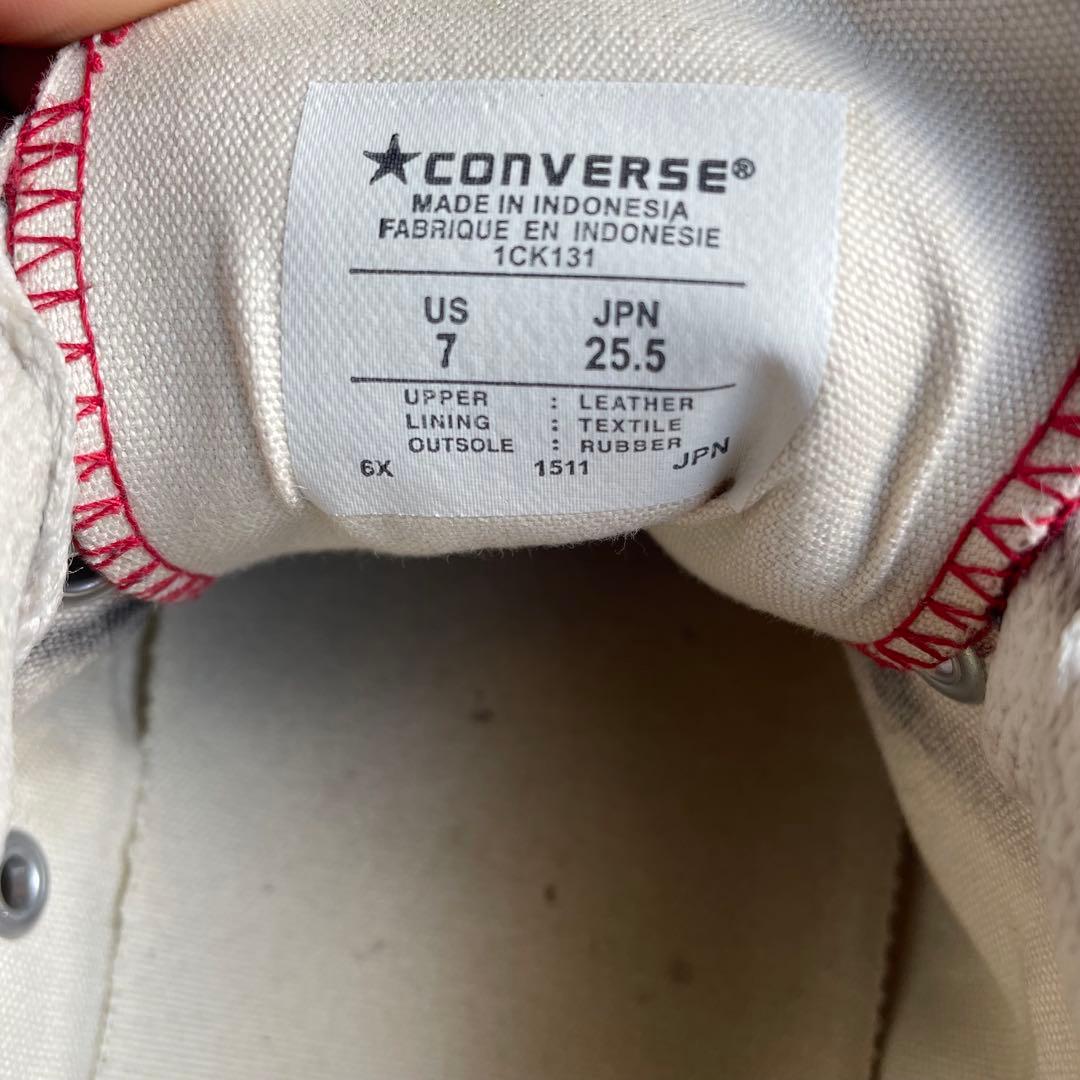 ★CONVERSE®
MADE IN INDONESIA
FABRIQUE EN INDONÉSIE
1CK131
US JPN
7 25.5
UPPER : LEATHER
LINING : TEXTILE
OUTSOLE : RUBBER
6X 1511 JPN